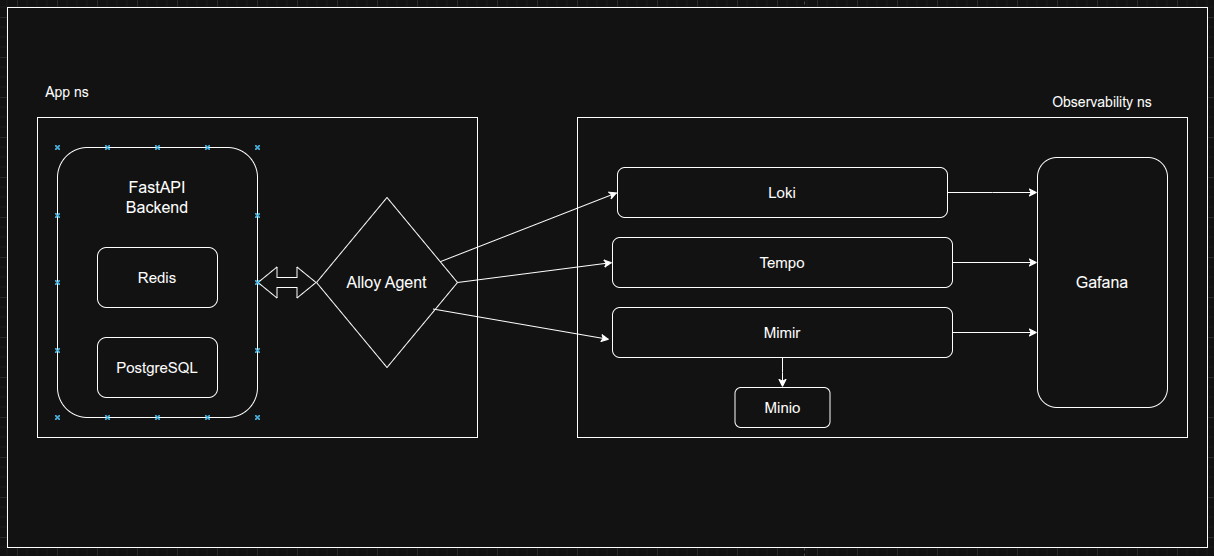 App ns
Observability ns
FastAPI
Backend
Redis
PostgreSQL
Alloy Agent
Loki
Tempo
Mimir
Minio
Gafana